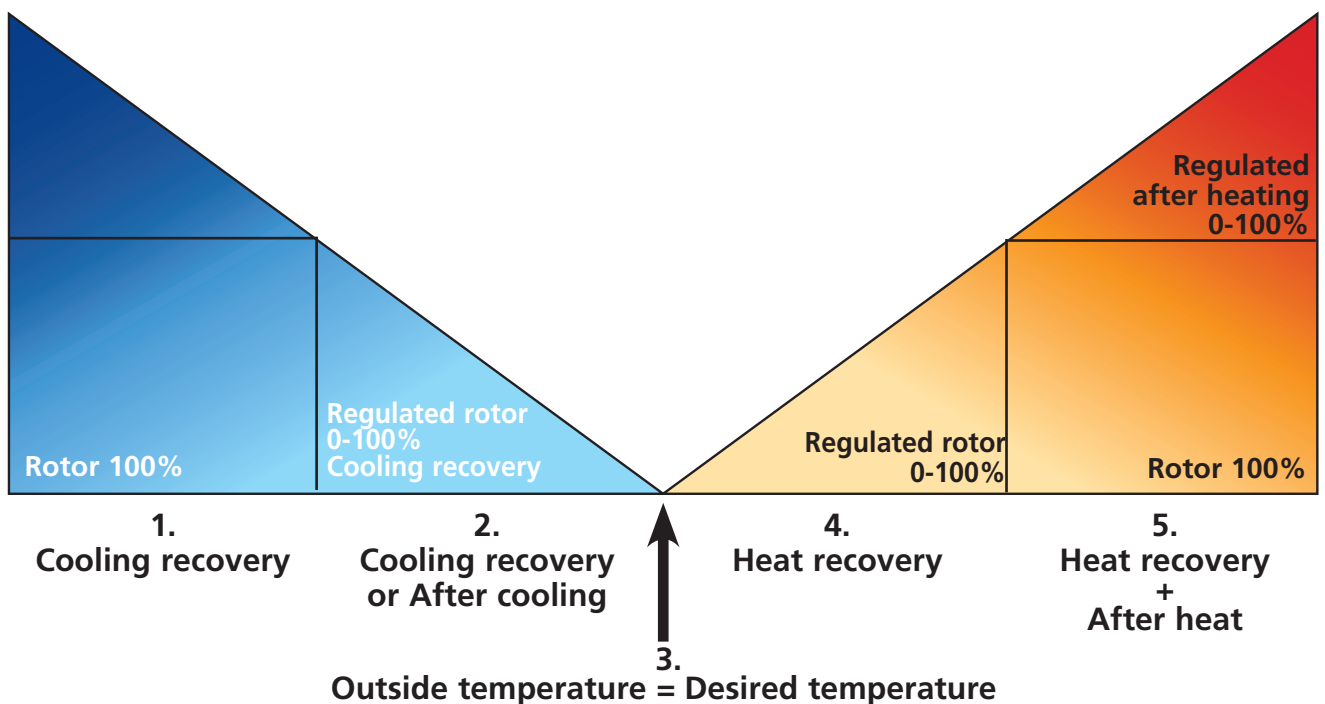 Regulated
after heating
0-100%
Regulated rotor
0-100%
Cooling recovery
Rotor 100%
Regulated rotor
0-100%
Rotor 100%
1.
Cooling recovery
2.
Cooling recovery
or After cooling
4.
Heat recovery
5.
Heat recovery
+
After heat
3.
Outside temperature = Desired temperature